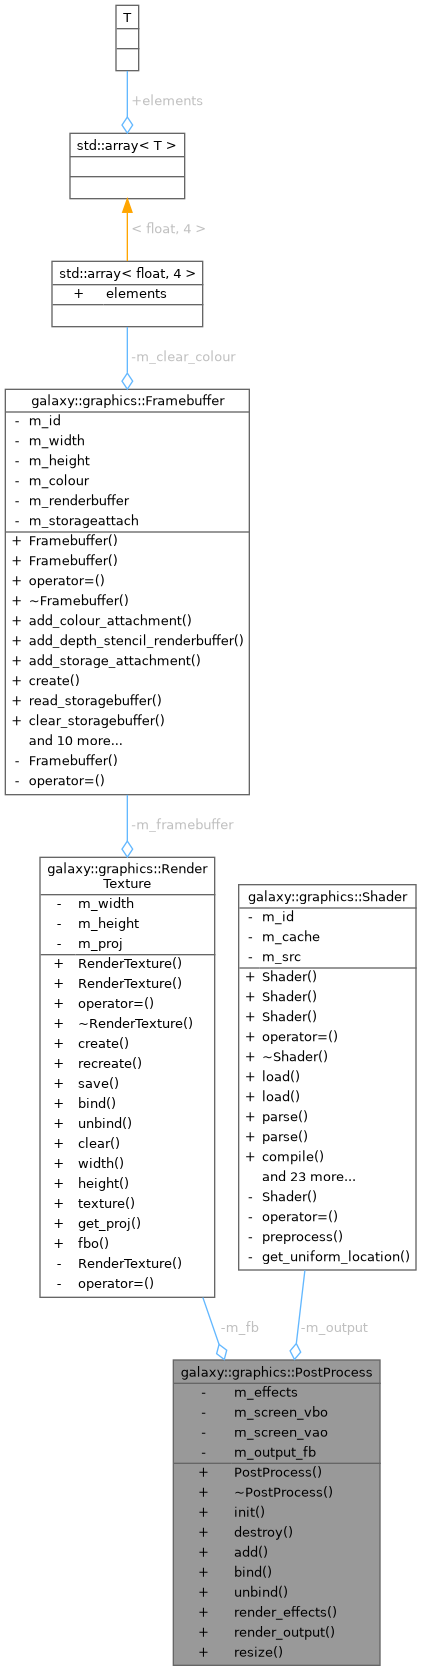 T
+elements
std::array< T >
< float, 4 >
std::array< float, 4 >
+ elements
-m_clear_colour
galaxy::graphics::Framebuffer
- m_id
- m_width
- m_height
- m_colour
- m_renderbuffer
- m_storageattach
+ Framebuffer()
+ Framebuffer()
+ operator=()
+ ~Framebuffer()
+ add_colour_attachment()
+ add_depth_stencil_renderbuffer()
+ add_storage_attachment()
+ create()
+ read_storagebuffer()
+ clear_storagebuffer()
and 10 more...
- Framebuffer()
- operator=()
-m_framebuffer
galaxy::graphics::Render
Texture
- m_width
- m_height
- m_proj
+ RenderTexture()
+ RenderTexture()
+ operator=()
+ ~RenderTexture()
+ create()
+ recreate()
+ save()
+ bind()
+ unbind()
+ clear()
+ width()
+ height()
+ texture()
+ get_proj()
+ fbo()
- RenderTexture()
- operator=()
galaxy::graphics::Shader
- m_id
- m_cache
- m_src
+ Shader()
+ Shader()
+ Shader()
+ operator=()
+ ~Shader()
+ load()
+ load()
+ parse()
+ parse()
+ compile()
and 23 more...
- Shader()
- operator=()
- preprocess()
- get_uniform_location()
-m_fb
-m_output
galaxy::graphics::PostProcess
- m_effects
- m_screen_vbo
- m_screen_vao
- m_output_fb
+ PostProcess()
+ ~PostProcess()
+ init()
+ destroy()
+ add()
+ bind()
+ unbind()
+ render_effects()
+ render_output()
+ resize()